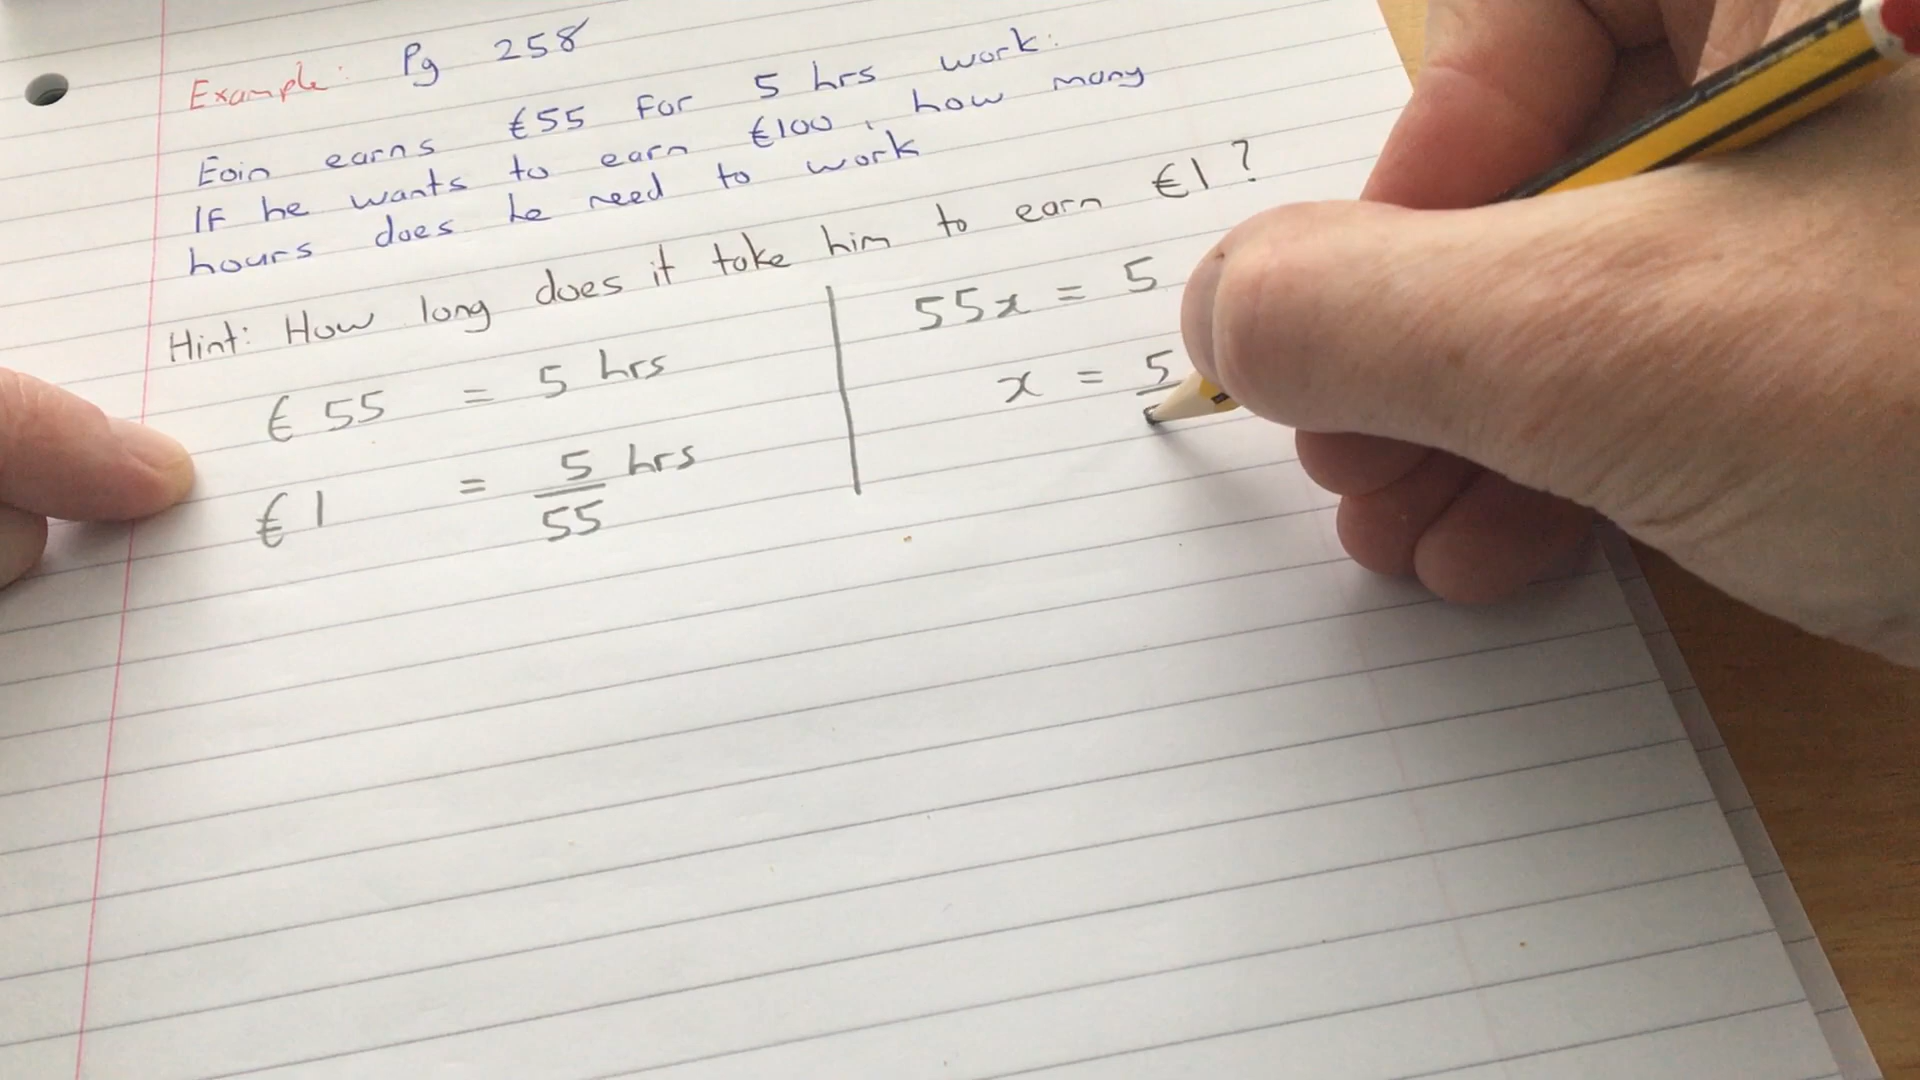 Example: Pg 258
Eoin earns €55 For 5 hrs work.
IF he wants to earn €100, how many
hours does he need to work
Hint: How long does it take him to earn €1?
€ 55 = 5 hrs
€ 1 = 5/55 hrs
55x = 5
x = 5/